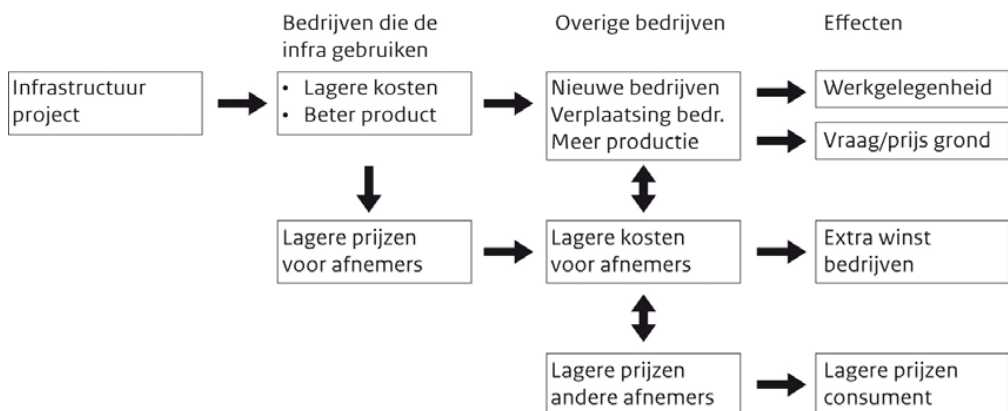 Bedrijven die de
infra gebruiken
Overige bedrijven
Effecten
Infrastructuur
project
• Lagere kosten
• Beter product
Nieuwe bedrijven
Verplaatsing bedr.
Meer productie
Werkgelegenheid
Vraag/prijs grond
Lagere prijzen
voor afnemers
Lagere kosten
voor afnemers
Extra winst
bedrijven
Lagere prijzen
andere afnemers
Lagere prijzen
consument